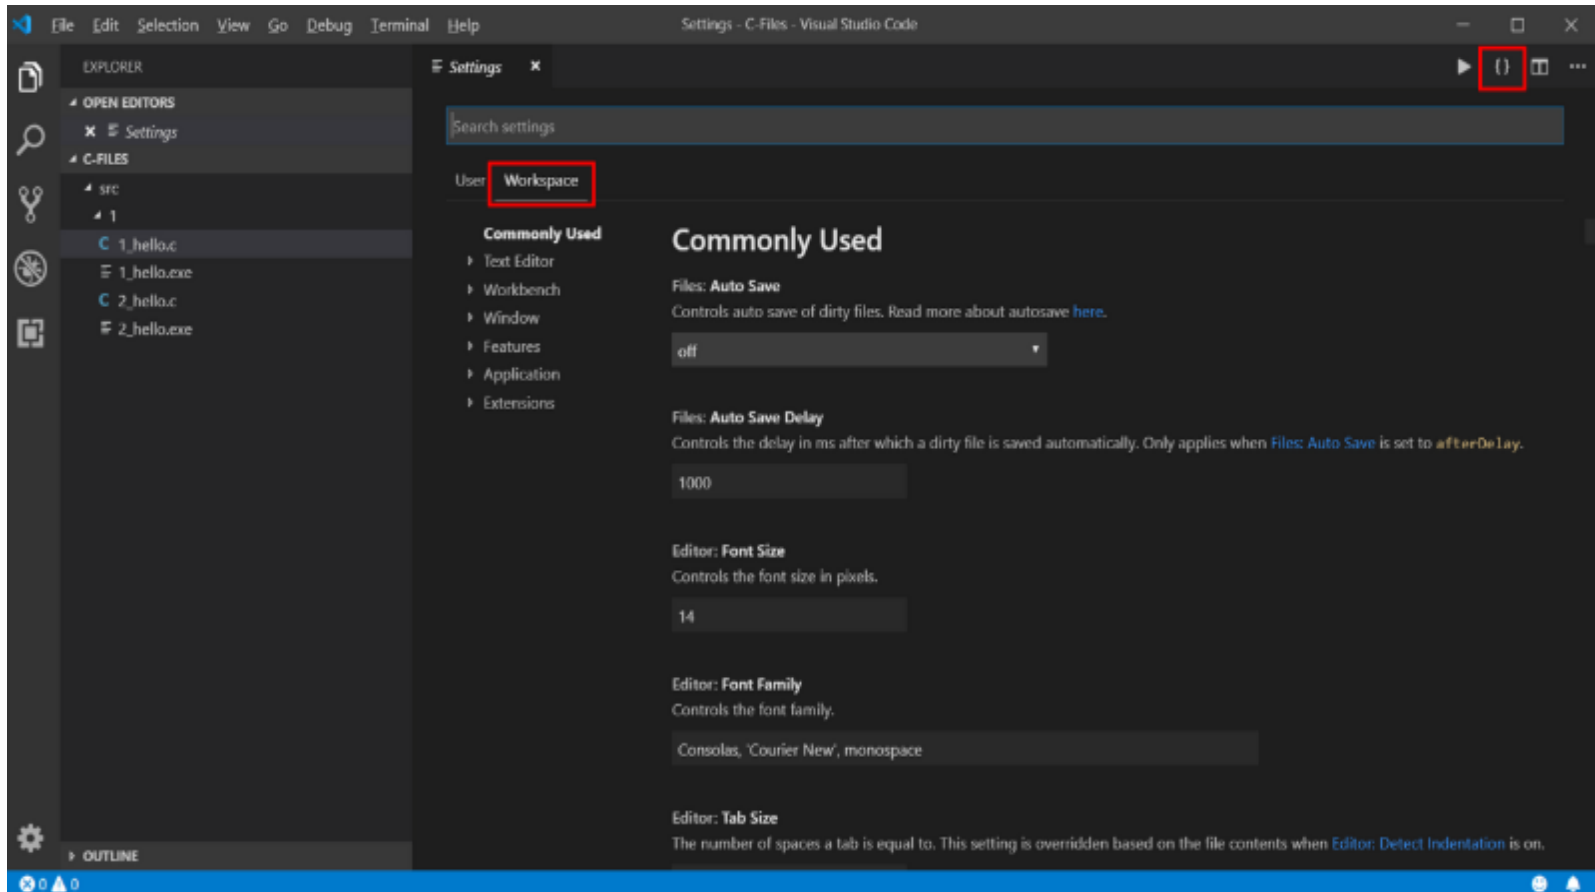 File Edit Selection View Go Debug Terminal Help
Settings - C-Files - Visual Studio Code
EXPLORER
OPEN EDITORS
Settings
C-FILES
src
1
C 1_hello.c
1_hello.exe
C 2_hello.c
2_hello.exe
OUTLINE
Settings
{}
Search settings
User Workspace
Commonly Used
Text Editor
Workbench
Window
Features
Application
Extensions
Commonly Used
Files: Auto Save
Controls auto save of dirty files. Read more about autosave here.
off
Files: Auto Save Delay
Controls the delay in ms after which a dirty file is saved automatically. Only applies when Files: Auto Save is set to afterDelay.
1000
Editor: Font Size
Controls the font size in pixels.
14
Editor: Font Family
Controls the font family.
Consolas, 'Courier New', monospace
Editor: Tab Size
The number of spaces a tab is equal to. This setting is overridden based on the file contents when Editor: Detect Indentation is on.
0 0